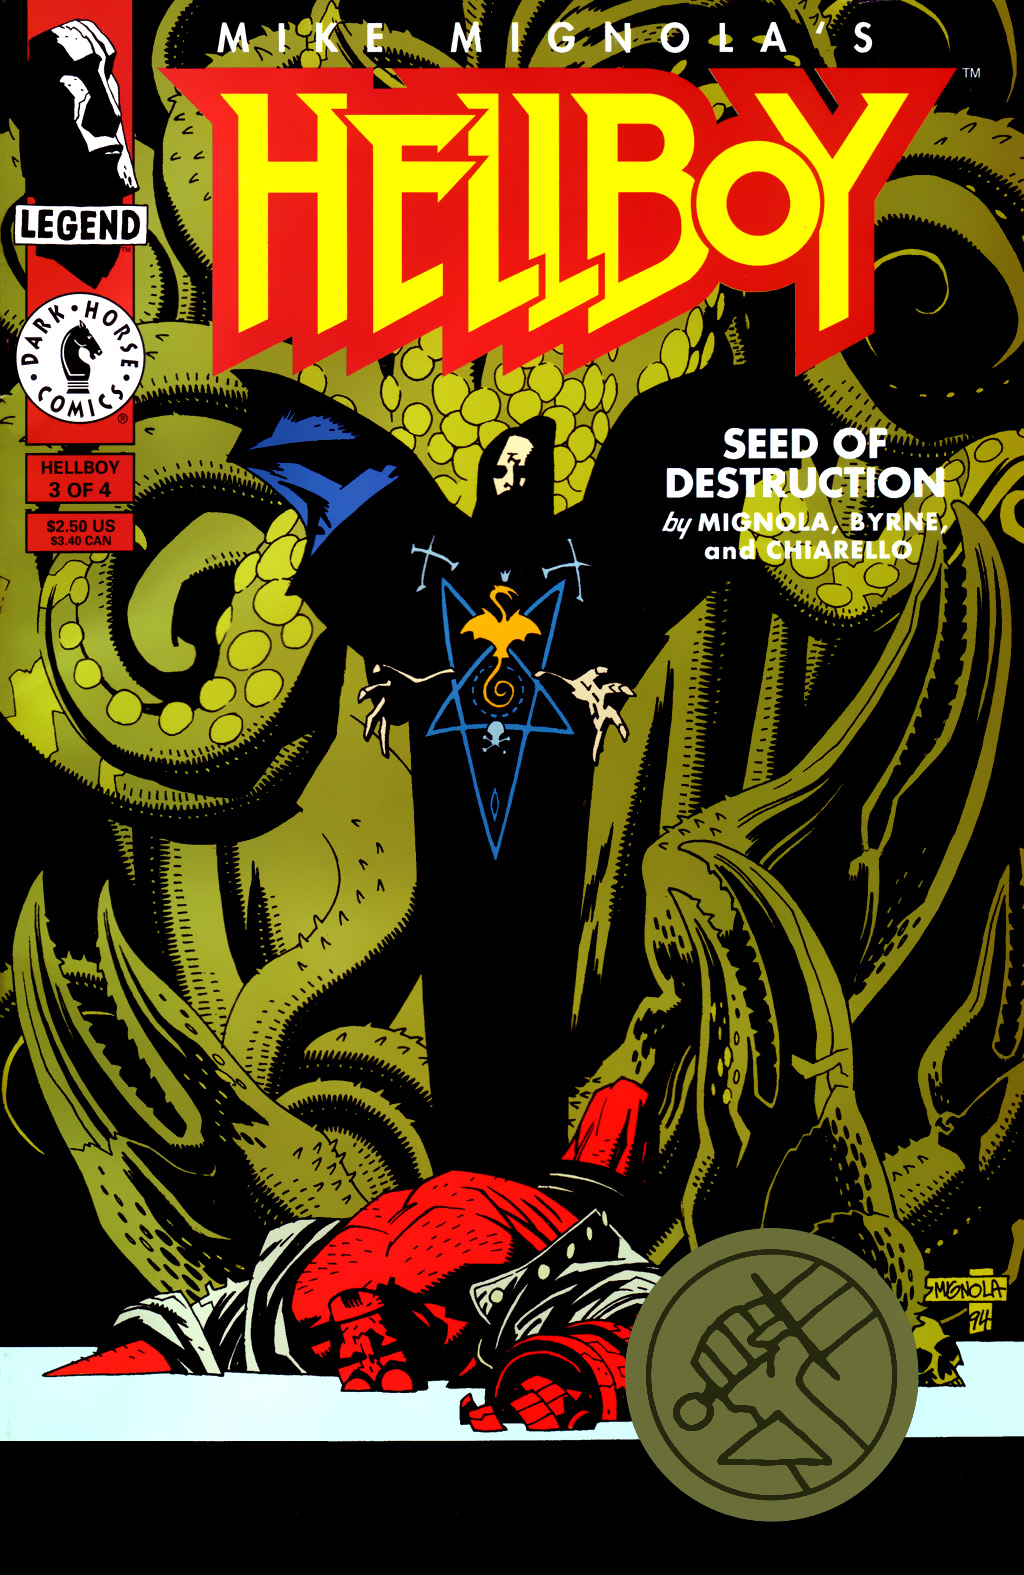 MIKE MIGNOLA'S
HELLBOY
TM
LEGEND
TM
DARK • HORSE • COMICS •
®
HELLBOY
3 OF 4
$2.50 US
$3.40 CAN
SEED OF
DESTRUCTION
by MIGNOLA, BYRNE,
and CHIARELLO
MIGNOLA
94